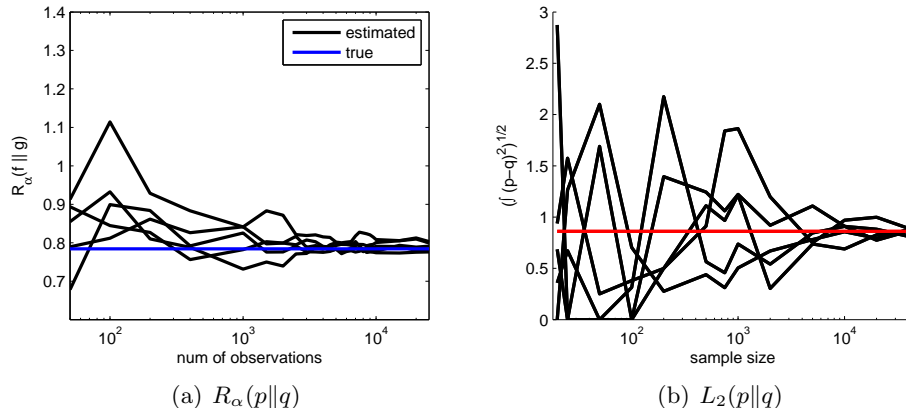 1.4
1.3
1.2
1.1
1
0.9
0.8
0.7
R_α(f || g)
10^2
10^3
10^4
num of observations
estimated
true
(a) R_α(p∥q)
3
2.5
2
1.5
1
0.5
0
(∫ (p−q)^2)^{1/2}
10^2
10^3
10^4
sample size
(b) L_2(p∥q)